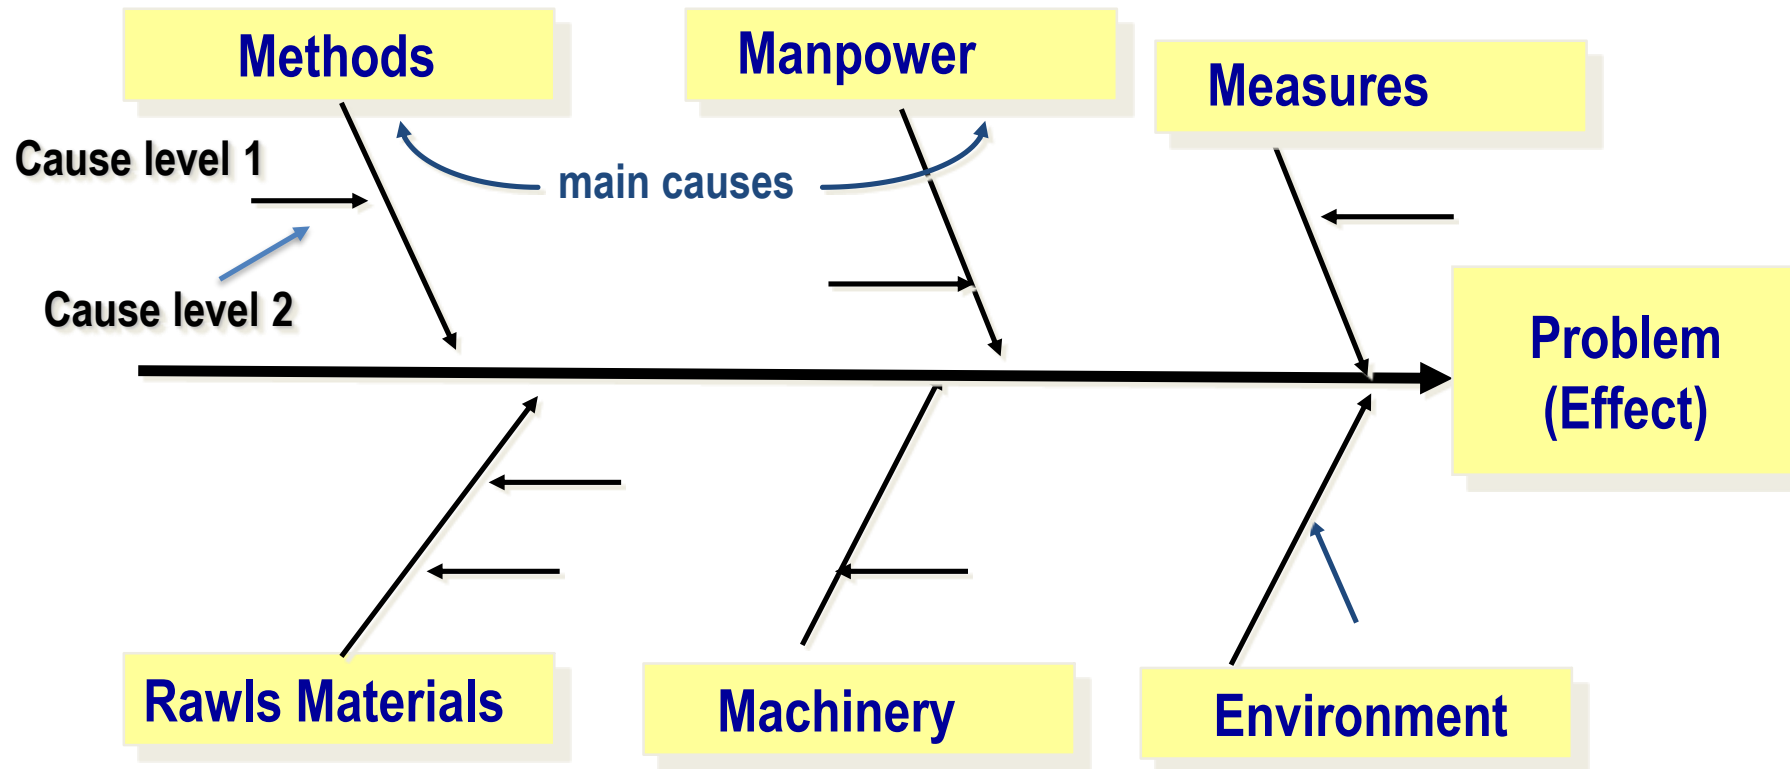 Methods
Manpower
Measures
Cause level 1
main causes
Cause level 2
Problem
(Effect)
Rawls Materials
Machinery
Environment